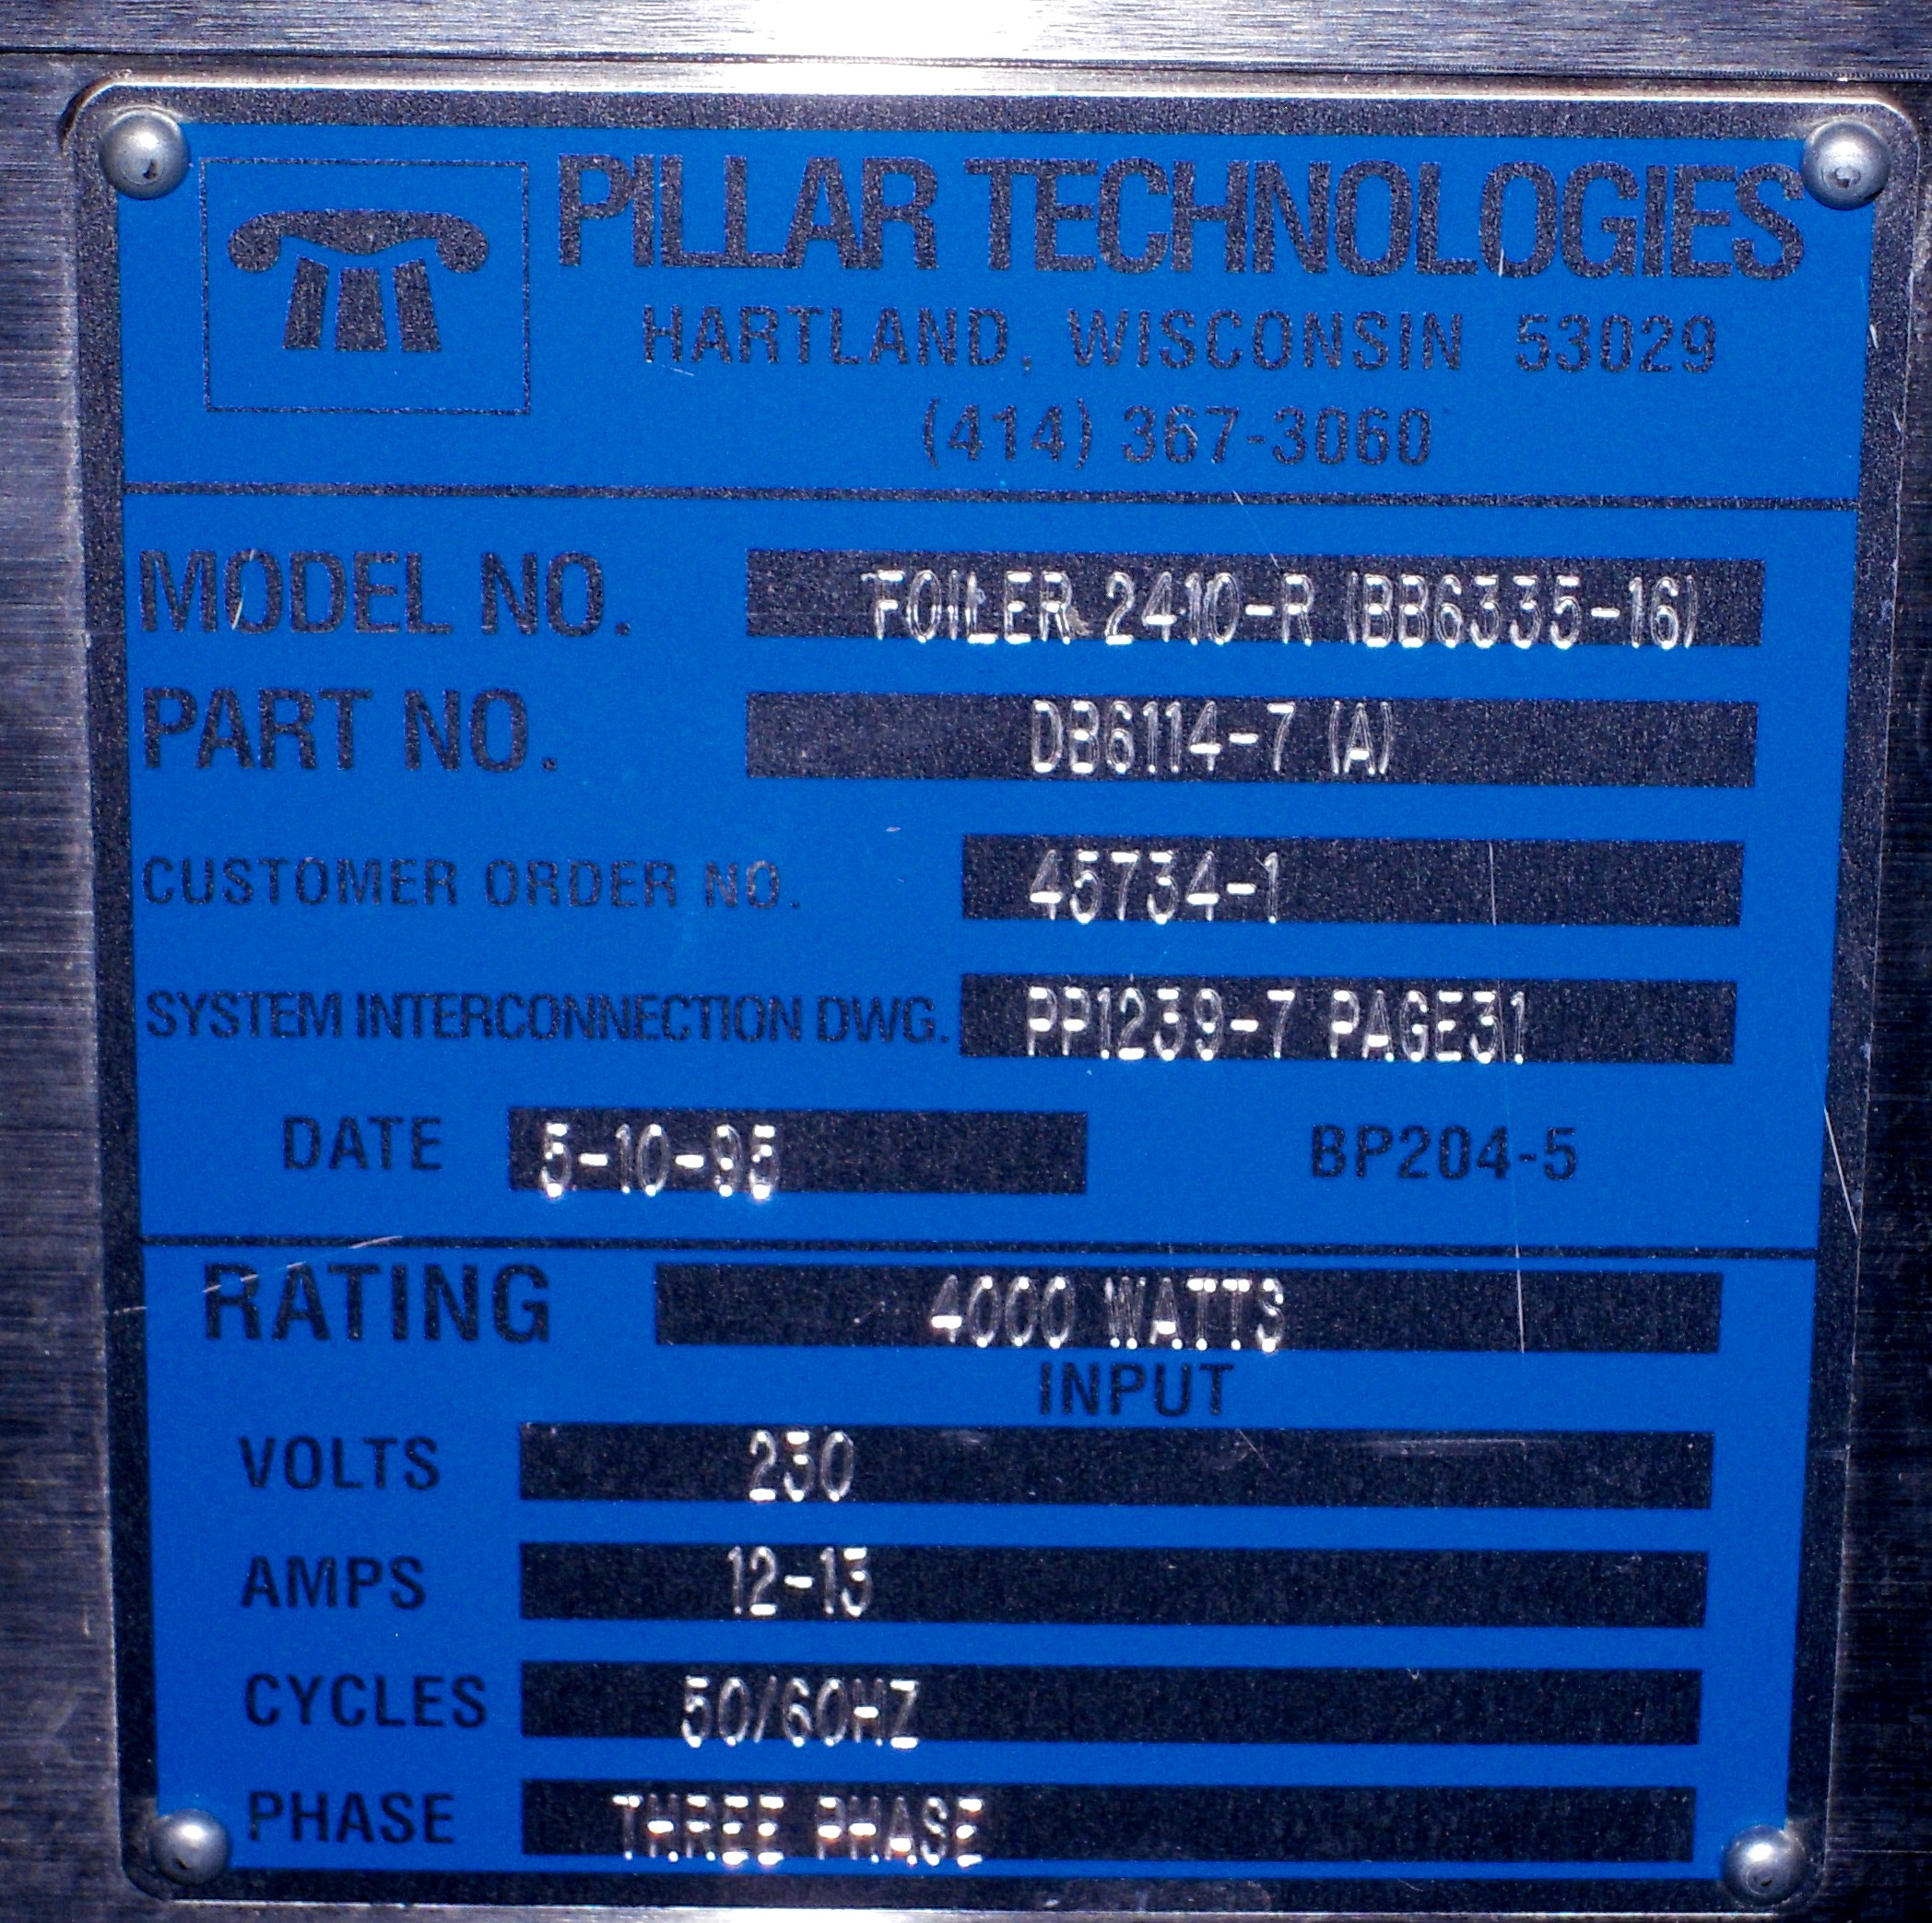 PILLAR TECHNOLOGIES
HARTLAND, WISCONSIN 53029
(414) 367-3060
MODEL NO. FOILER 2410-R (BB6335-16)
PART NO. DB6114-7 (A)
CUSTOMER ORDER NO. 45734-1
SYSTEM INTERCONNECTION DWG. PP1239-7 PAGE31
DATE 5-10-95 BP204-5
RATING 4000 WATTS
INPUT
VOLTS 230
AMPS 12-13
CYCLES 50/60HZ
PHASE THREE PHASE